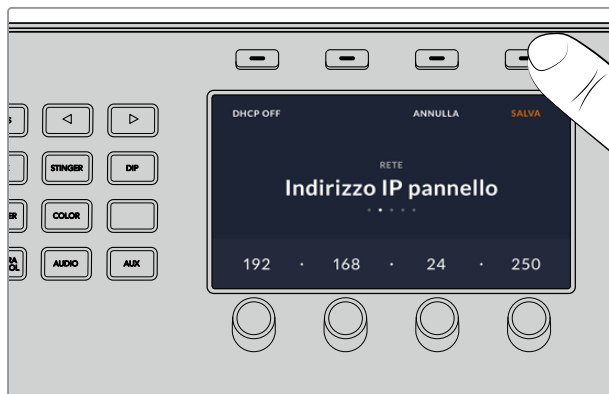 DHCP OFF ANNULLA SALVA
RETE
Indirizzo IP pannello
192 . 168 . 24 . 250
STINGER DIP
COLOR
AUDIO AUX